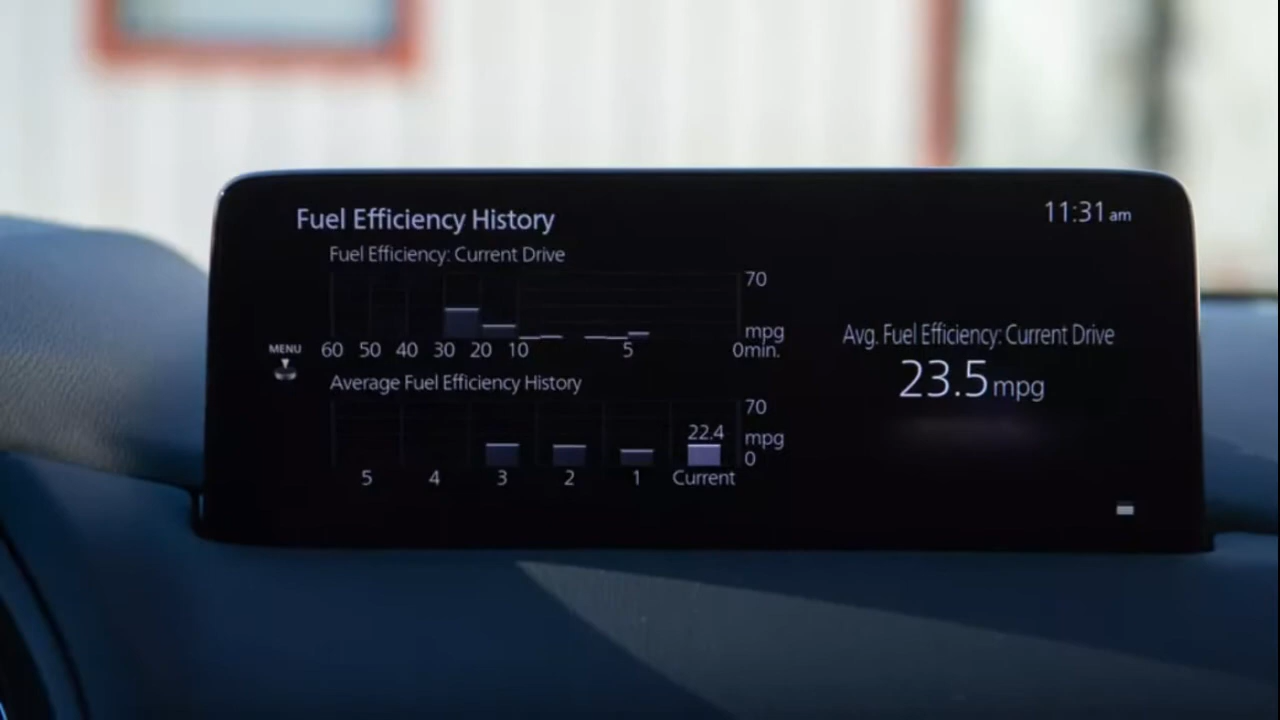 Fuel Efficiency History
11:31 am
Fuel Efficiency: Current Drive
70
mpg
MENU
60 50 40 30 20 10 5 0min.
Avg. Fuel Efficiency: Current Drive
23.5 mpg
Average Fuel Efficiency History
70
22.4
mpg
0
5 4 3 2 1 Current